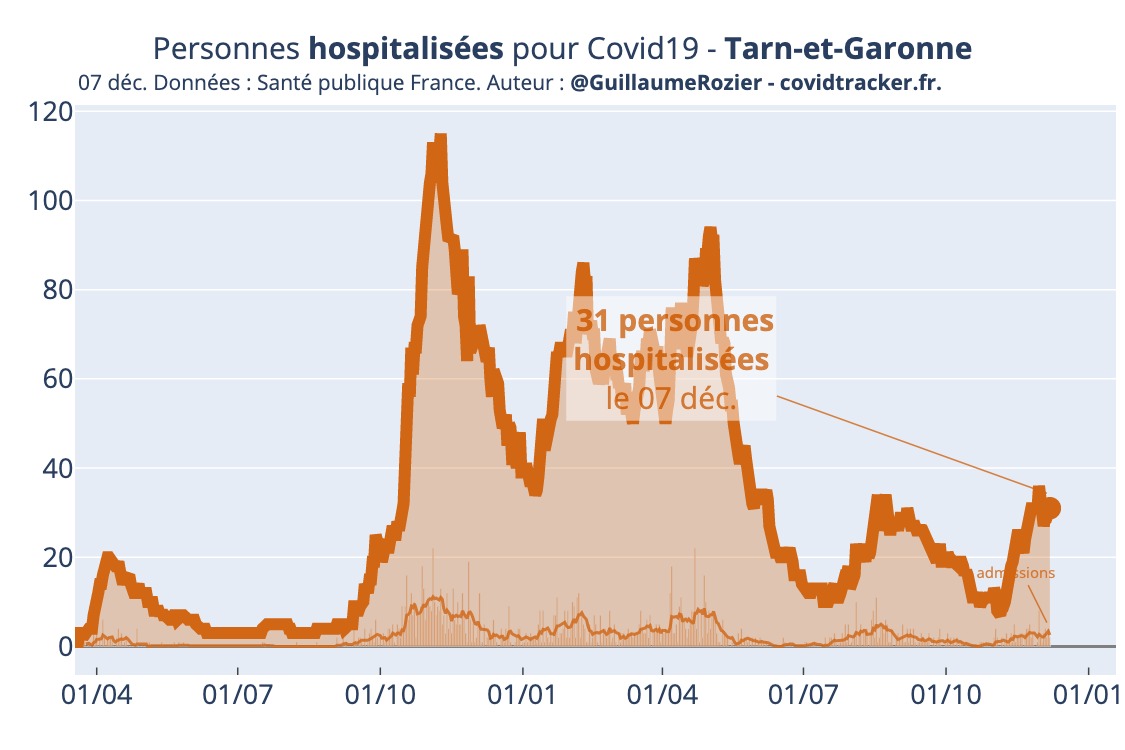 Personnes hospitalisées pour Covid19 - Tarn-et-Garonne
07 déc. Données : Santé publique France. Auteur : @GuillaumeRozier - covidtracker.fr.
120
100
80
60
40
20
0
31 personnes
hospitalisées
le 07 déc.
admissions
01/04 01/07 01/10 01/01 01/04 01/07 01/10 01/01